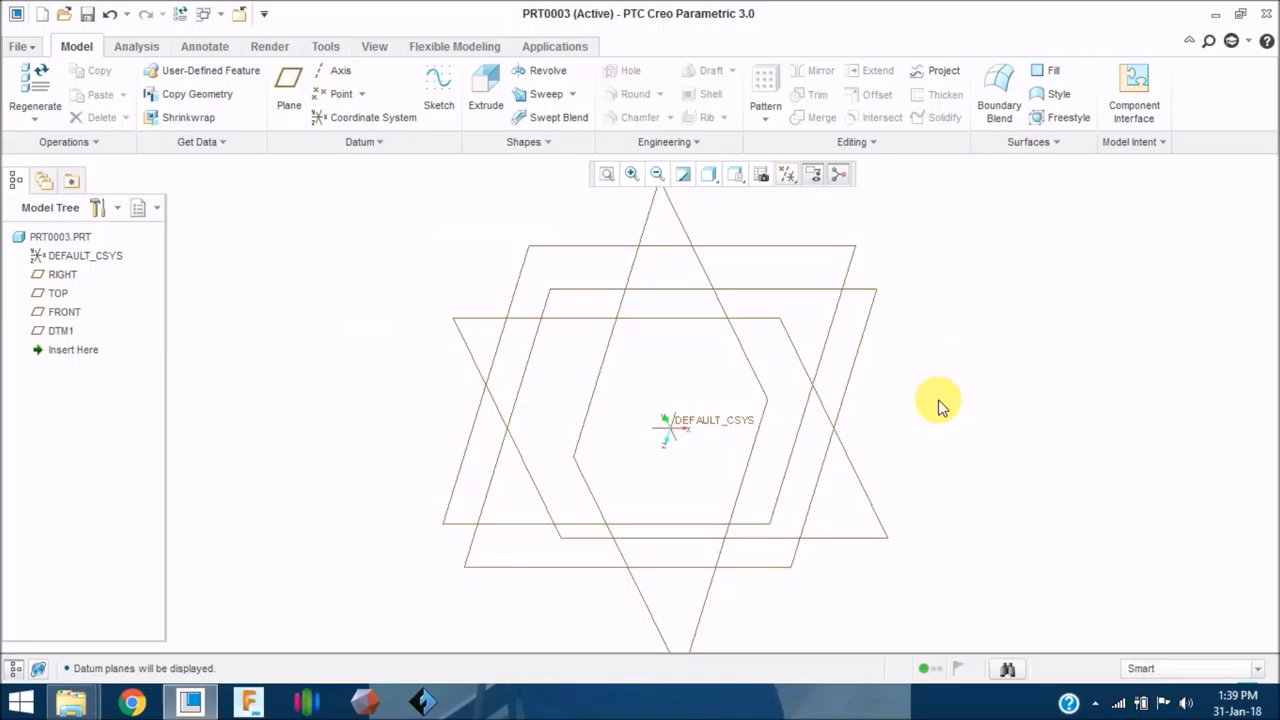 PRT0003 (Active) - PTC Creo Parametric 3.0
File Model Analysis Annotate Render Tools View Flexible Modeling Applications
Regenerate
Copy
Paste
Delete
User-Defined Feature
Copy Geometry
Shrinkwrap
Plane
Axis
Point
Coordinate System
Sketch
Extrude
Revolve
Sweep
Swept Blend
Hole
Round
Chamfer
Draft
Shell
Rib
Pattern
Mirror
Trim
Merge
Extend
Offset
Intersect
Project
Thicken
Solidify
Boundary
Blend
Fill
Style
Freestyle
Component
Interface
Operations Get Data Datum Shapes Engineering Editing Surfaces Model Intent
Model Tree
PRT0003.PRT
DEFAULT_CSYS
RIGHT
TOP
FRONT
DTM1
Insert Here
DEFAULT_CSYS
X
Z
Datum planes will be displayed.
Smart
1:39 PM
31-Jan-18